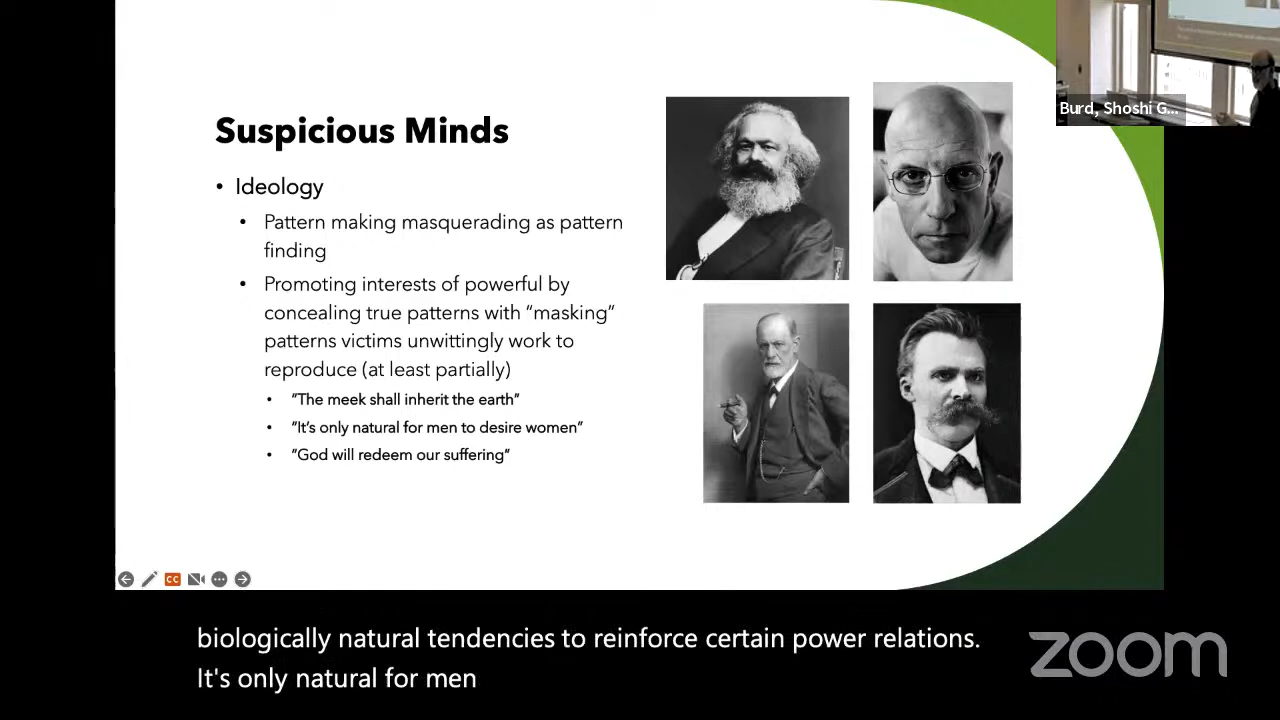 Suspicious Minds
• Ideology
• Pattern making masquerading as pattern
finding
• Promoting interests of powerful by
concealing true patterns with “masking”
patterns victims unwittingly work to
reproduce (at least partially)
• ”The meek shall inherit the earth”
• ”It’s only natural for men to desire women”
• ”God will redeem our suffering”
Burd, Shoshi G...
CC
biologically natural tendencies to reinforce certain power relations.
It's only natural for men
zoom